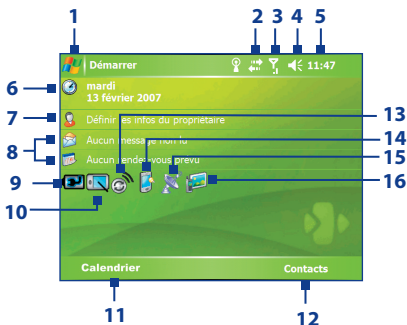 1 2 3 4 5
Démarrer 11:47
6 mardi
13 février 2007
7 Définir les infos du propriétaire 13
8 Aucun message non lu 14
Aucun rendez-vous prévu 15
9 16
10
Calendrier Contacts
11 12